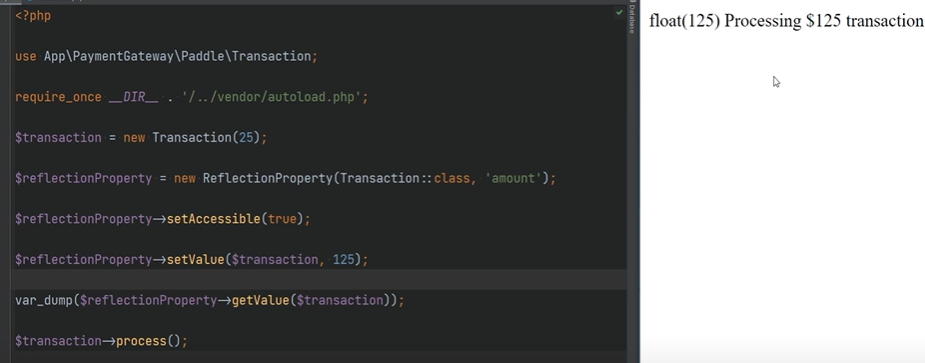 <?php
use App\PaymentGateway\Paddle\Transaction;
require_once __DIR__ . '/../vendor/autoload.php';
$transaction = new Transaction(25);
$reflectionProperty = new ReflectionProperty(Transaction::class, 'amount');
$reflectionProperty->setAccessible(true);
$reflectionProperty->setValue($transaction, 125);
var_dump($reflectionProperty->getValue($transaction));
$transaction->process();
Database
float(125) Processing $125 transaction